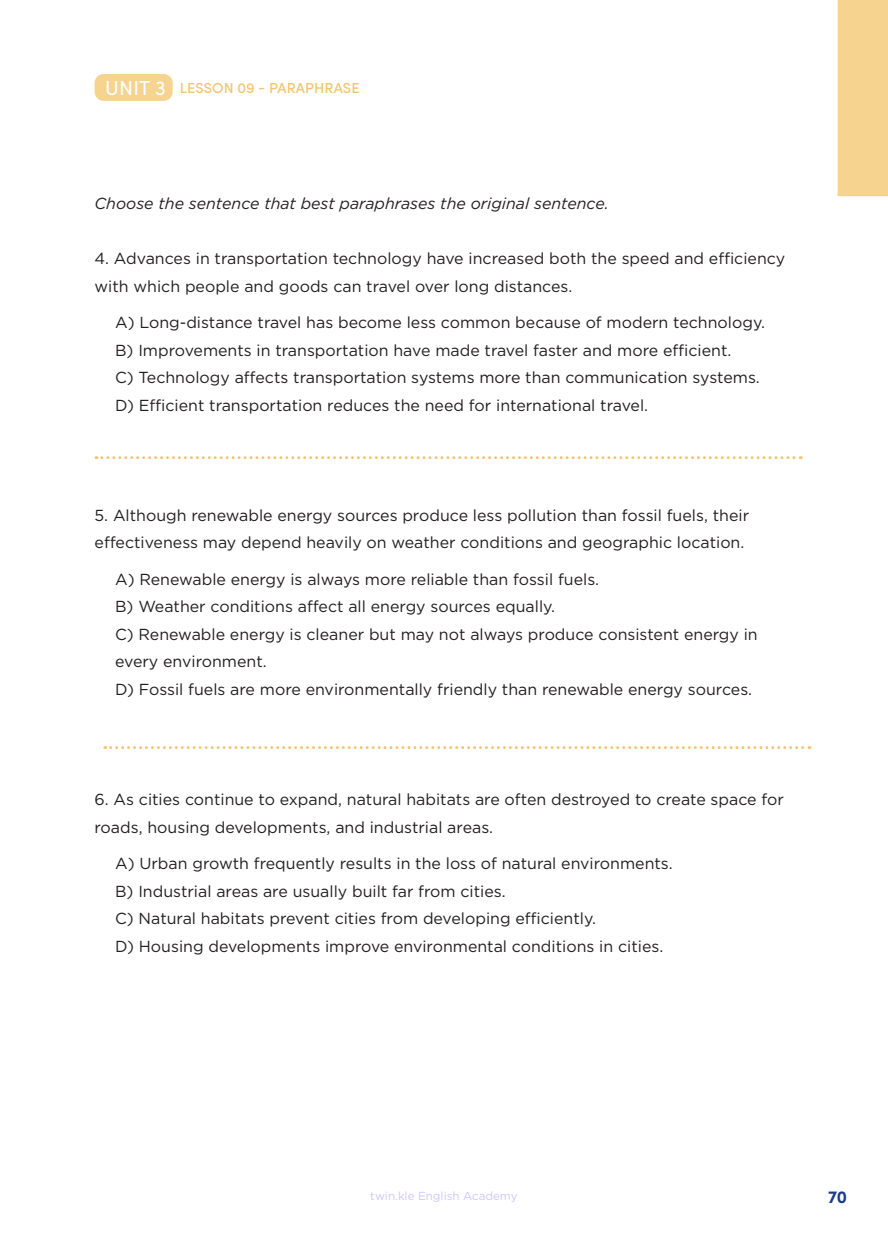 UNIT 3 LESSON 09 - PARAPHRASE
Choose the sentence that best paraphrases the original sentence.
4. Advances in transportation technology have increased both the speed and efficiency
with which people and goods can travel over long distances.
A) Long-distance travel has become less common because of modern technology.
B) Improvements in transportation have made travel faster and more efficient.
C) Technology affects transportation systems more than communication systems.
D) Efficient transportation reduces the need for international travel.
5. Although renewable energy sources produce less pollution than fossil fuels, their
effectiveness may depend heavily on weather conditions and geographic location.
A) Renewable energy is always more reliable than fossil fuels.
B) Weather conditions affect all energy sources equally.
C) Renewable energy is cleaner but may not always produce consistent energy in
every environment.
D) Fossil fuels are more environmentally friendly than renewable energy sources.
6. As cities continue to expand, natural habitats are often destroyed to create space for
roads, housing developments, and industrial areas.
A) Urban growth frequently results in the loss of natural environments.
B) Industrial areas are usually built far from cities.
C) Natural habitats prevent cities from developing efficiently.
D) Housing developments improve environmental conditions in cities.
twin.kle English Academy
70